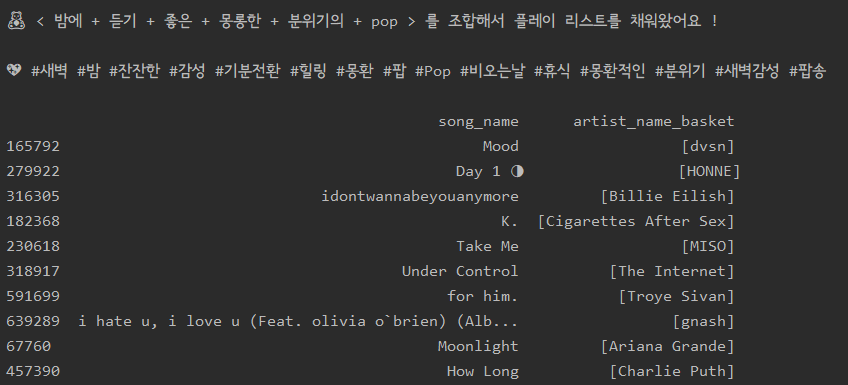 🧸 < 밤에 + 듣기 + 좋은 + 몽롱한 + 분위기의 + pop > 를 조합해서 플레이 리스트를 채워왔어요 !
💖 #새벽 #밤 #잔잔한 #감성 #기분전환 #힐링 #몽환 #팝 #Pop #비오는날 #휴식 #몽환적인 #분위기 #새벽감성 #팝송
song_name artist_name_basket
165792 Mood [dvsn]
279922 Day 1 ◑ [HONNE]
316305 idontwannabeyouanymore [Billie Eilish]
182368 K. [Cigarettes After Sex]
230618 Take Me [MISO]
318917 Under Control [The Internet]
591699 for him. [Troye Sivan]
639289 i hate u, i love u (Feat. olivia o`brien) (Alb... [gnash]
67760 Moonlight [Ariana Grande]
457390 How Long [Charlie Puth]